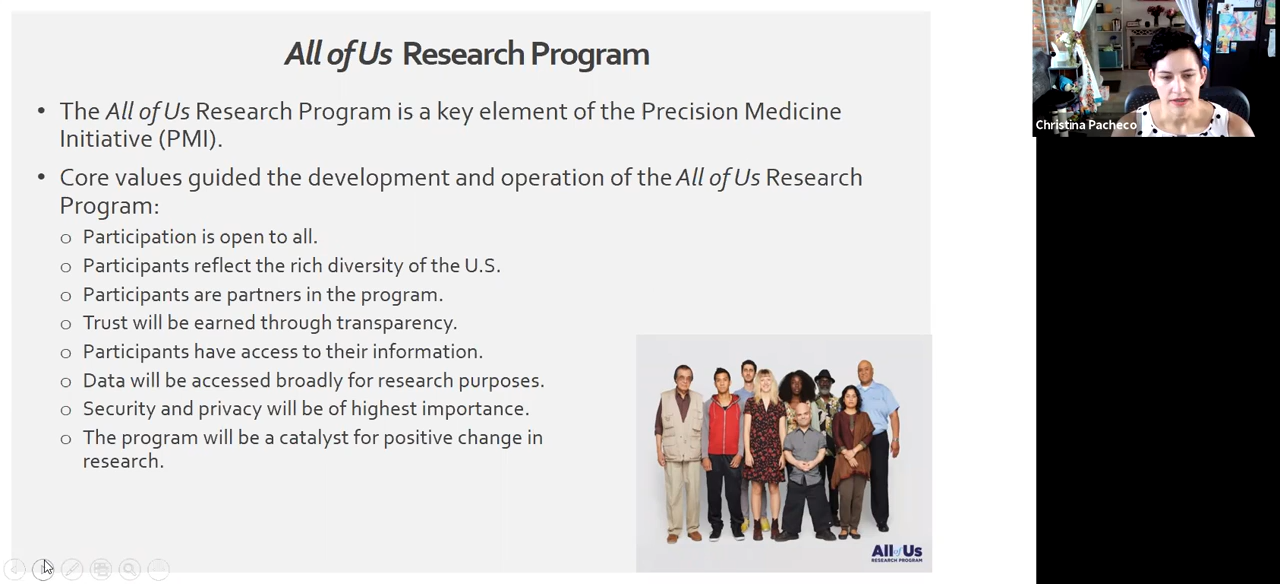 All of Us Research Program
• The All of Us Research Program is a key element of the Precision Medicine
Initiative (PMI).
• Core values guided the development and operation of the All of Us Research
Program:
o Participation is open to all.
o Participants reflect the rich diversity of the U.S.
o Participants are partners in the program.
o Trust will be earned through transparency.
o Participants have access to their information.
o Data will be accessed broadly for research purposes.
o Security and privacy will be of highest importance.
o The program will be a catalyst for positive change in
research.
All of Us
RESEARCH PROGRAM
Christina Pacheco